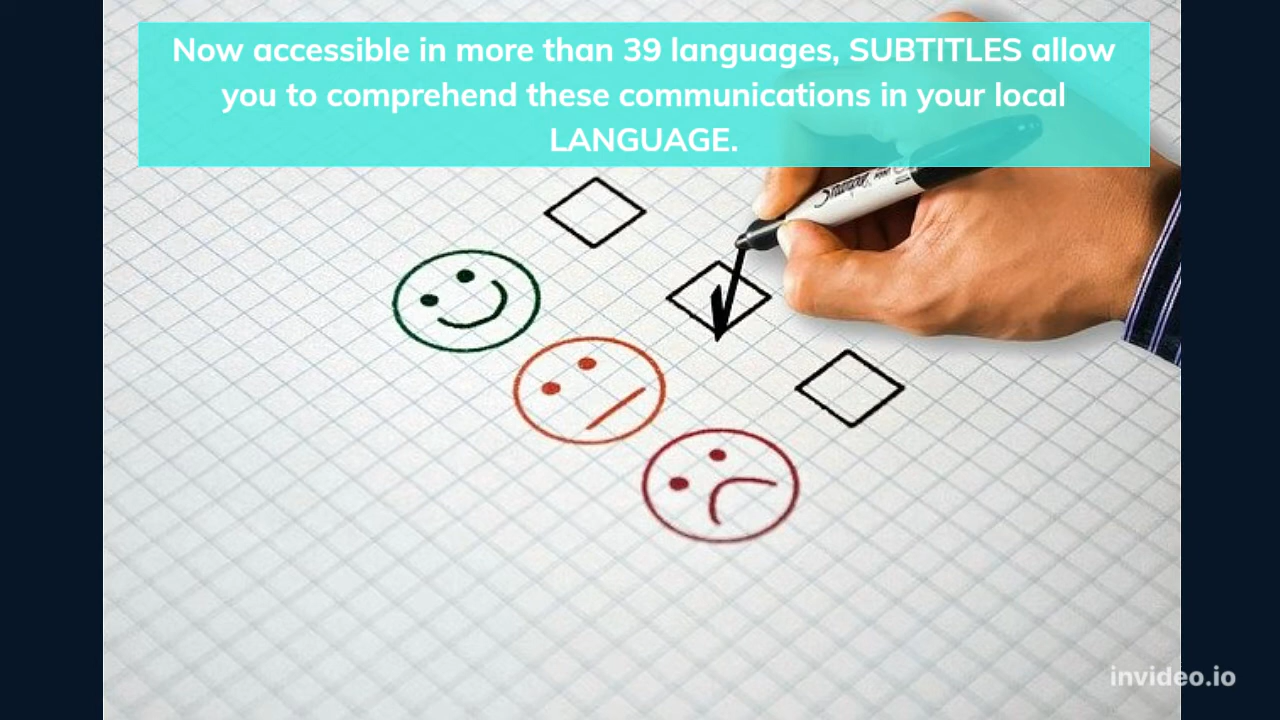 Now accessible in more than 39 languages, SUBTITLES allow
you to comprehend these communications in your local
LANGUAGE.
invideo.io